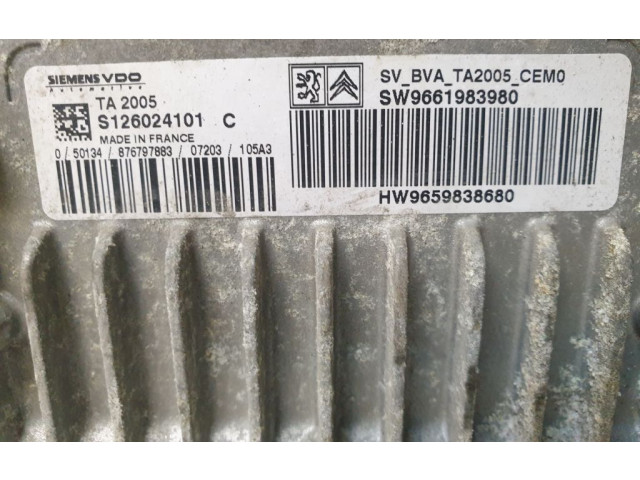 SIEMENS VDO
Automotive
TA 2005
S126024101 C
MADE IN FRANCE
0 / 50134 / 876797883 / 07203 / 105A3
SV_BVA_TA2005_CEM0
SW9661983980
HW9659838680